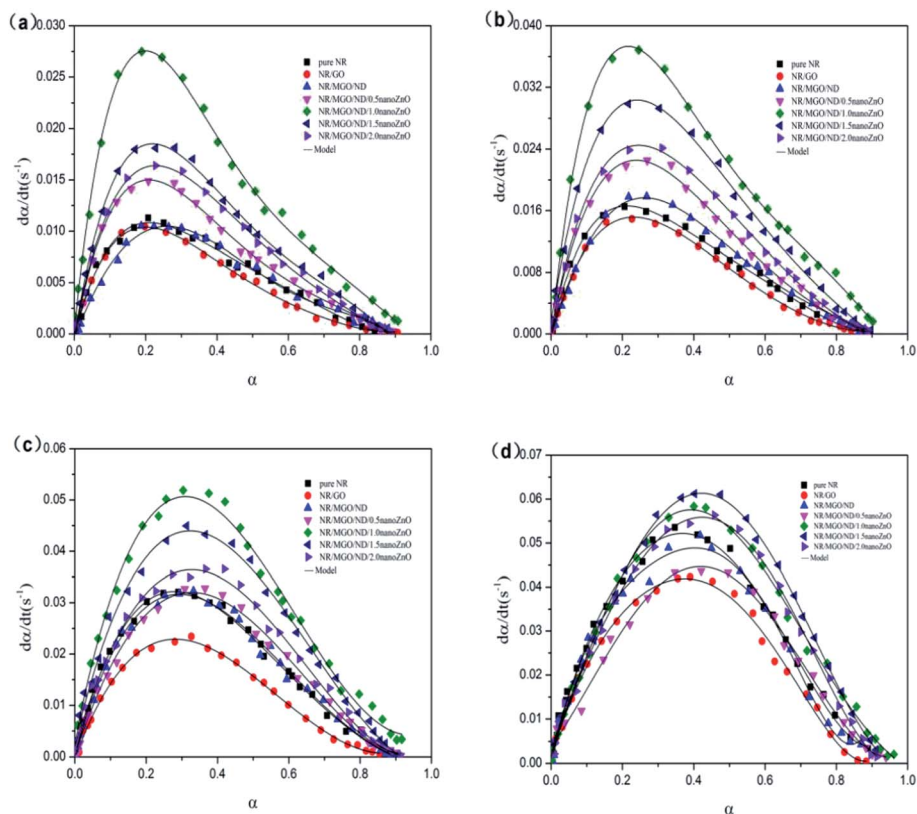 (a)
0.030
0.025
0.020
0.015
0.010
0.005
0.000
dα/dt(s⁻¹)
pure NR
NR/GO
NR/MGO/ND
NR/MGO/ND/0.5nanoZnO
NR/MGO/ND/1.0nanoZnO
NR/MGO/ND/1.5nanoZnO
NR/MGO/ND/2.0nanoZnO
Model
0.0 0.2 0.4 0.6 0.8 1.0
α
(b)
0.040
0.032
0.024
0.016
0.008
0.000
dα/dt(s⁻¹)
pure NR
NR/GO
NR/MGO/ND
NR/MGO/ND/0.5nanoZnO
NR/MGO/ND/1.0nanoZnO
NR/MGO/ND/1.5nanoZnO
NR/MGO/ND/2.0nanoZnO
Model
0.0 0.2 0.4 0.6 0.8 1.0
α
(c)
0.06
0.05
0.04
0.03
0.02
0.01
0.00
dα/dt(s⁻¹)
pure NR
NR/GO
NR/MGO/ND
NR/MGO/ND/0.5nanoZnO
NR/MGO/ND/1.0nanoZnO
NR/MGO/ND/1.5nanoZnO
NR/MGO/ND/2.0nanoZnO
Model
0.0 0.2 0.4 0.6 0.8 1.0
α
(d)
0.07
0.06
0.05
0.04
0.03
0.02
0.01
0.00
dα/dt(s⁻¹)
pure NR
NR/GO
NR/MGO/ND
NR/MGO/ND/0.5nanoZnO
NR/MGO/ND/1.0nanoZnO
NR/MGO/ND/1.5nanoZnO
NR/MGO/ND/2.0nanoZnO
Model
0.0 0.2 0.4 0.6 0.8 1.0
α